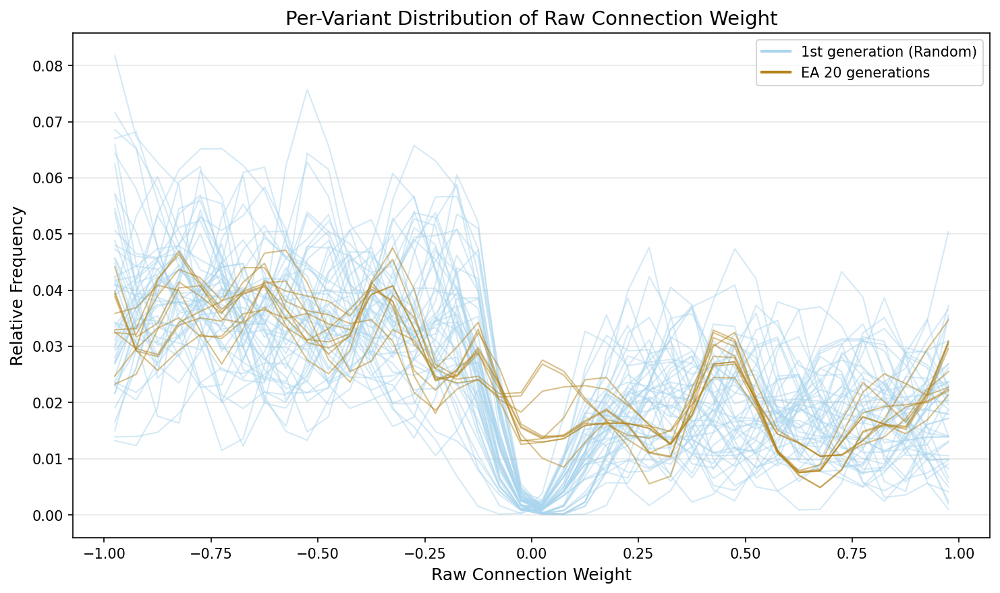 Per-Variant Distribution of Raw Connection Weight
1st generation (Random)
EA 20 generations
Relative Frequency
0.08
0.07
0.06
0.05
0.04
0.03
0.02
0.01
0.00
−1.00 −0.75 −0.50 −0.25 0.00 0.25 0.50 0.75 1.00
Raw Connection Weight